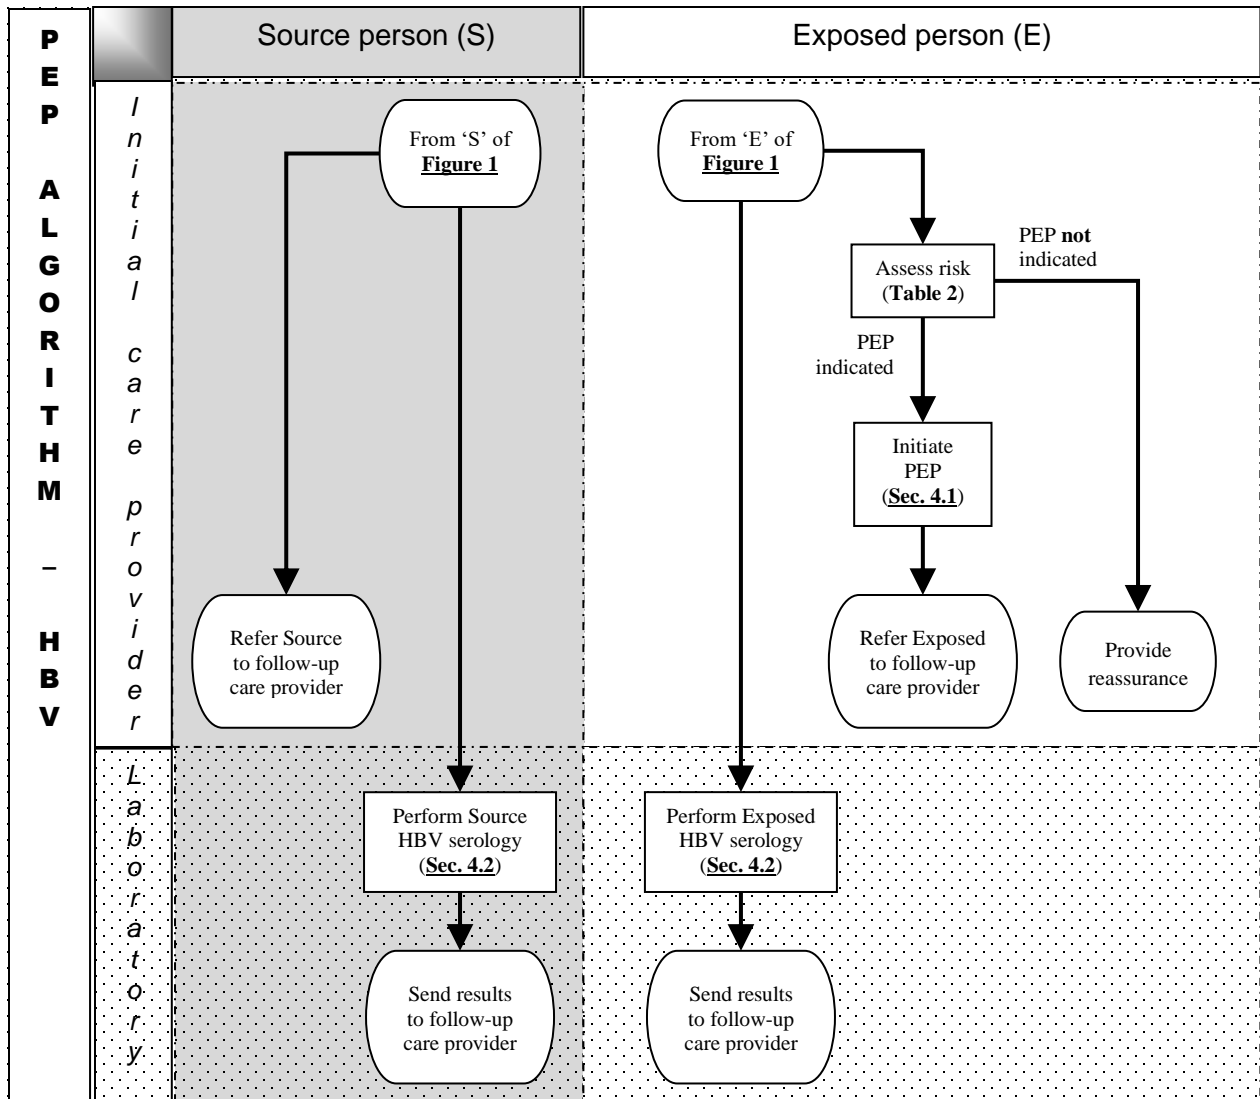 PEP ALGORITHM – HBV
Source person (S)
Exposed person (E)
Initial care provider
From ‘S’ of
Figure 1
From ‘E’ of
Figure 1
Assess risk
(Table 2)
PEP not
indicated
PEP
indicated
Initiate
PEP
(Sec. 4.1)
Refer Source
to follow-up
care provider
Refer Exposed
to follow-up
care provider
Provide
reassurance
Laboratory
Perform Source
HBV serology
(Sec. 4.2)
Perform Exposed
HBV serology
(Sec. 4.2)
Send results
to follow-up
care provider
Send results
to follow-up
care provider